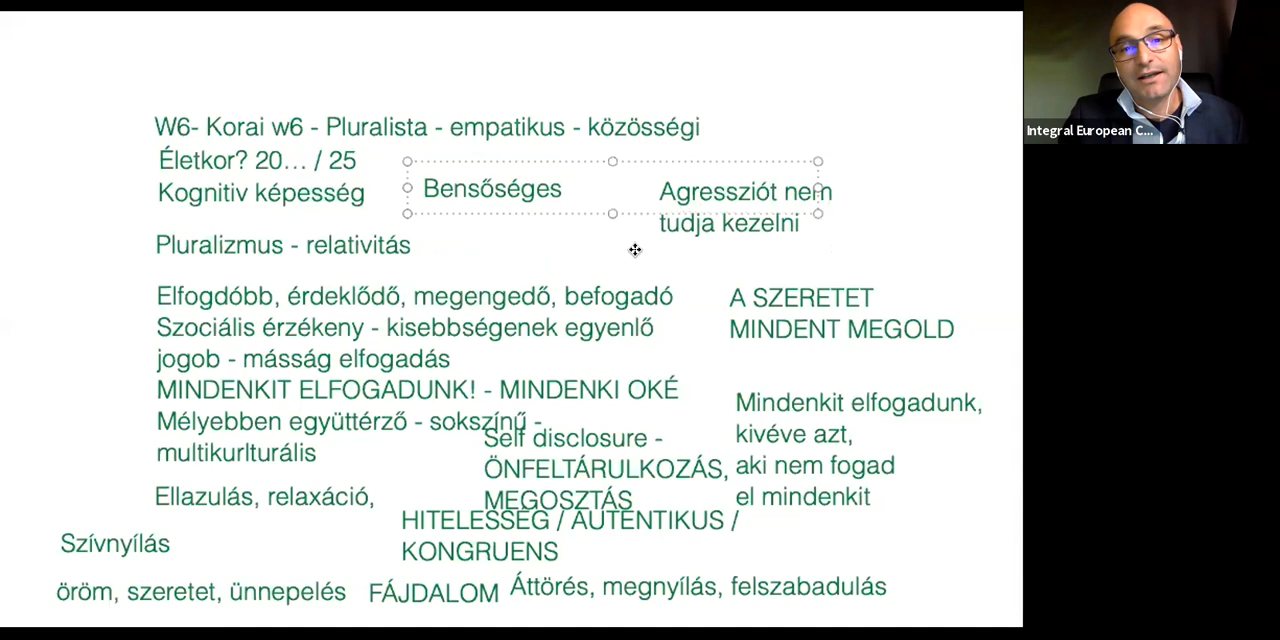 W6- Korai w6 - Pluralista - empatikus - közösségi
Életkor? 20… / 25
Kognitiv képesség
Bensőséges
Agressziót nem
tudja kezelni
Pluralizmus - relativitás
Elfogdóbb, érdeklődő, megengedő, befogadó
Szociális érzékeny - kisebbségenek egyenlő
jogob - másság elfogadás
MINDENKIT ELFOGADUNK! - MINDENKI OKÉ
Mélyebben együttérző - sokszínű -
multikurlturális
A SZERETET
MINDENT MEGOLD
Mindenkit elfogadunk,
kivéve azt,
aki nem fogad
el mindenkit
Self disclosure -
ÖNFELTÁRULKOZÁS,
MEGOSZTÁS
Ellazulás, relaxáció,
HITELESSÉG / AUTENTIKUS /
KONGRUENS
Szívnyílás
öröm, szeretet, ünnepelés
FÁJDALOM
Áttörés, megnyílás, felszabadulás
Integral European C...